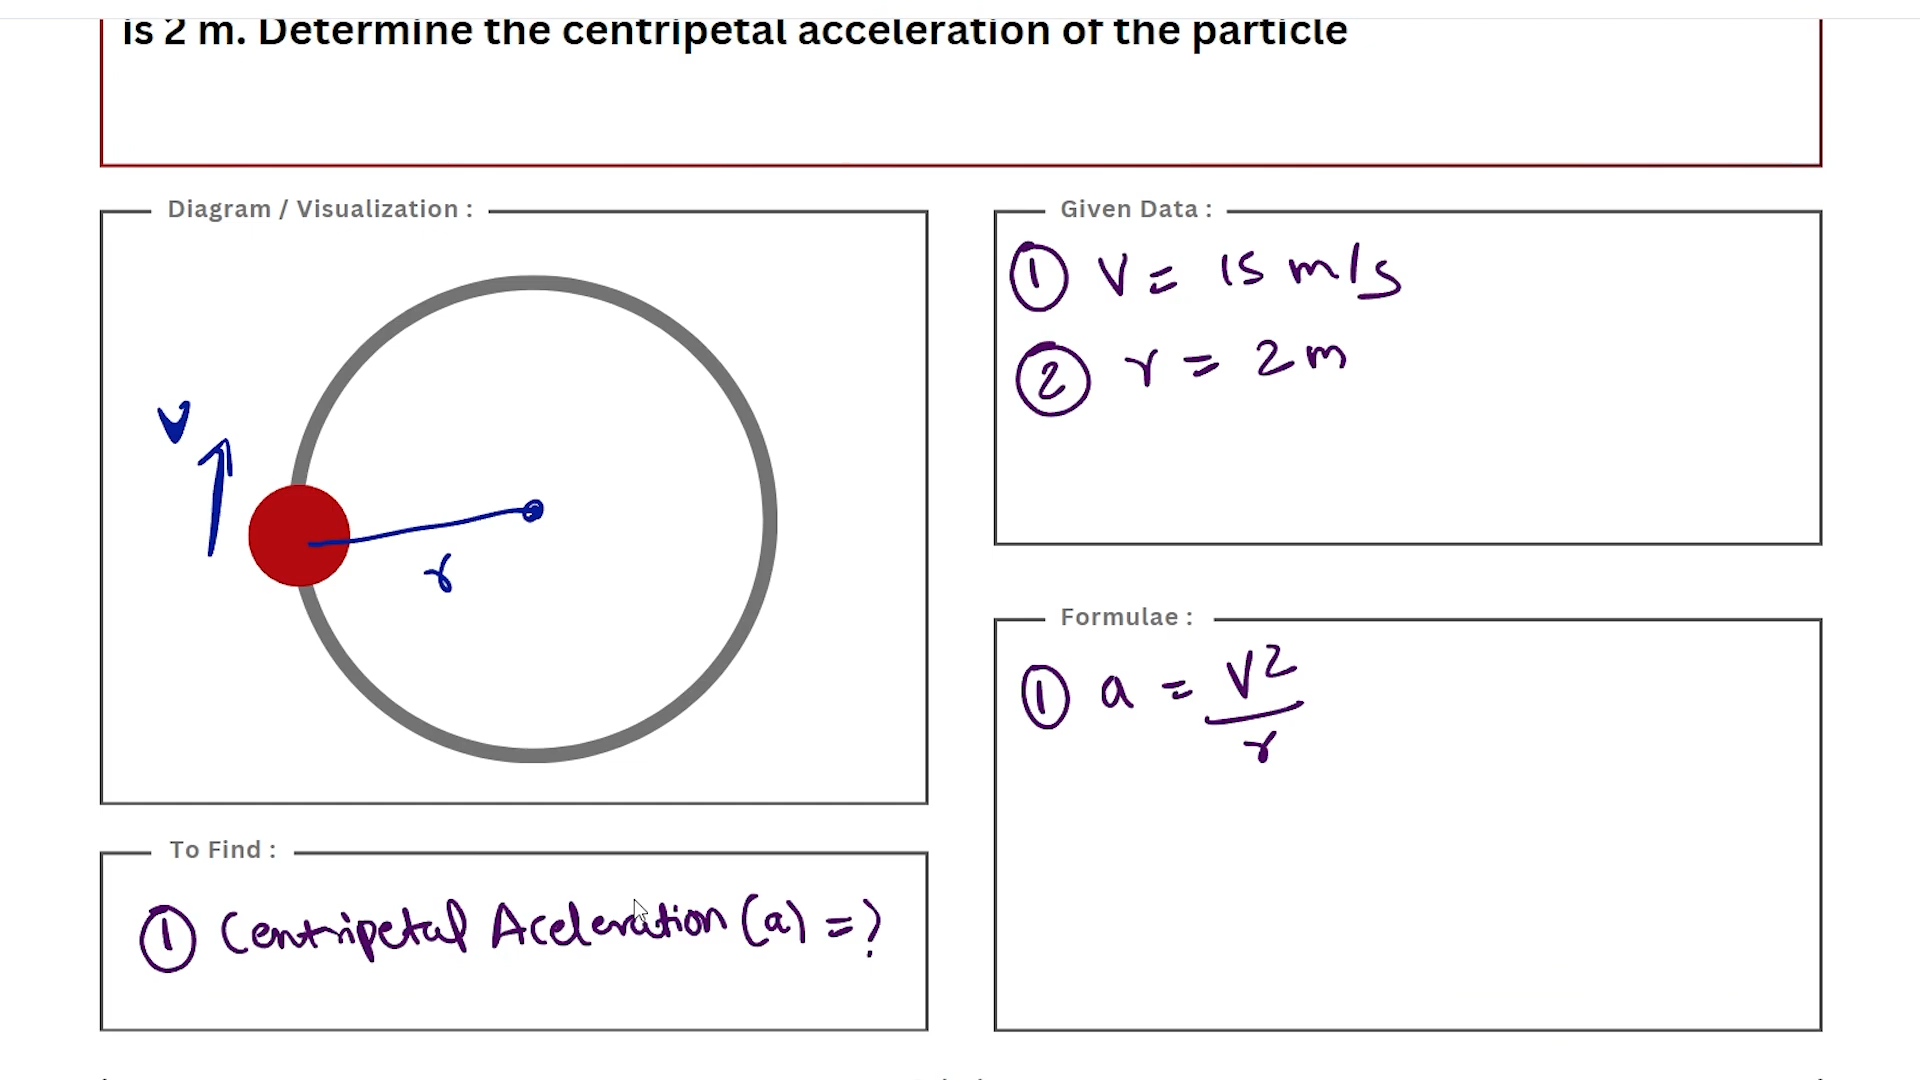 is 2 m. Determine the centripetal acceleration of the particle
Diagram / Visualization :
v
r
To Find :
① Centripetal Aceleration (a) = ?
Given Data :
① V = 15 m/s
② r = 2 m
Formulae :
① a = V²/r